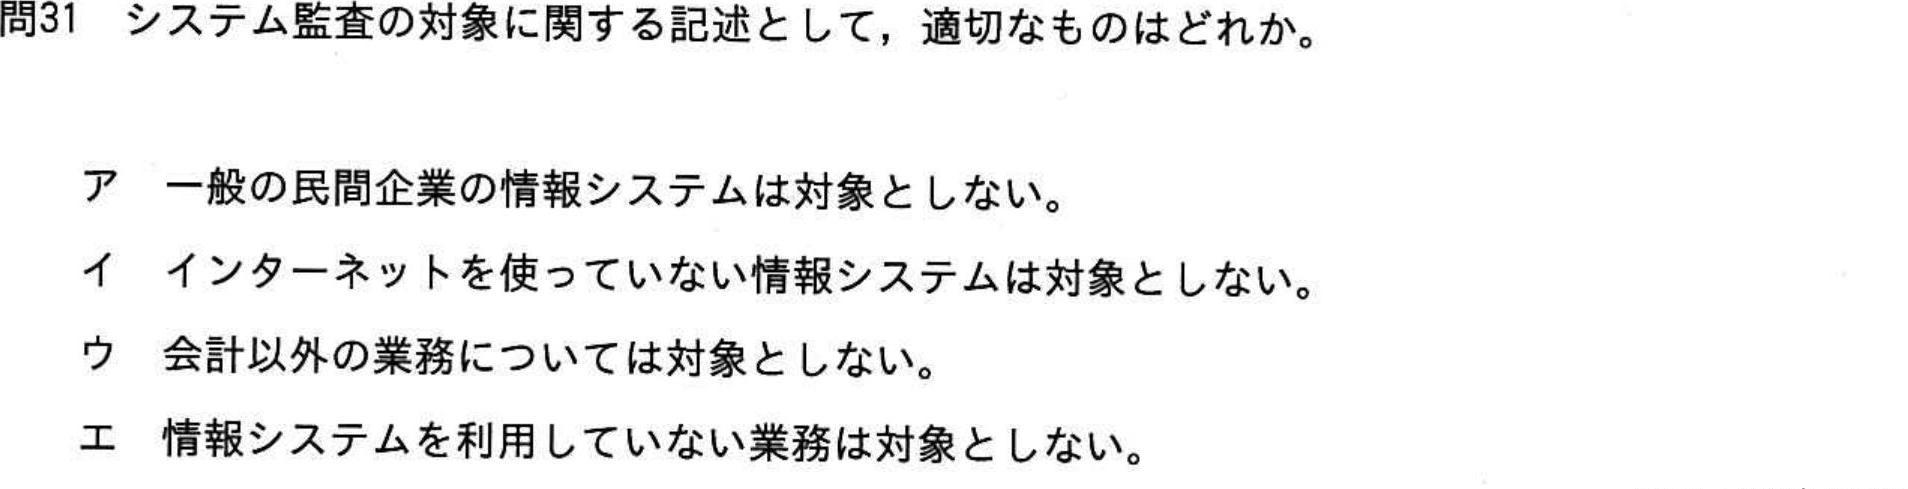 問31　システム監査の対象に関する記述として，適切なものはどれか。
ア　一般の民間企業の情報システムは対象としない。
イ　インターネットを使っていない情報システムは対象としない。
ウ　会計以外の業務については対象としない。
エ　情報システムを利用していない業務は対象としない。